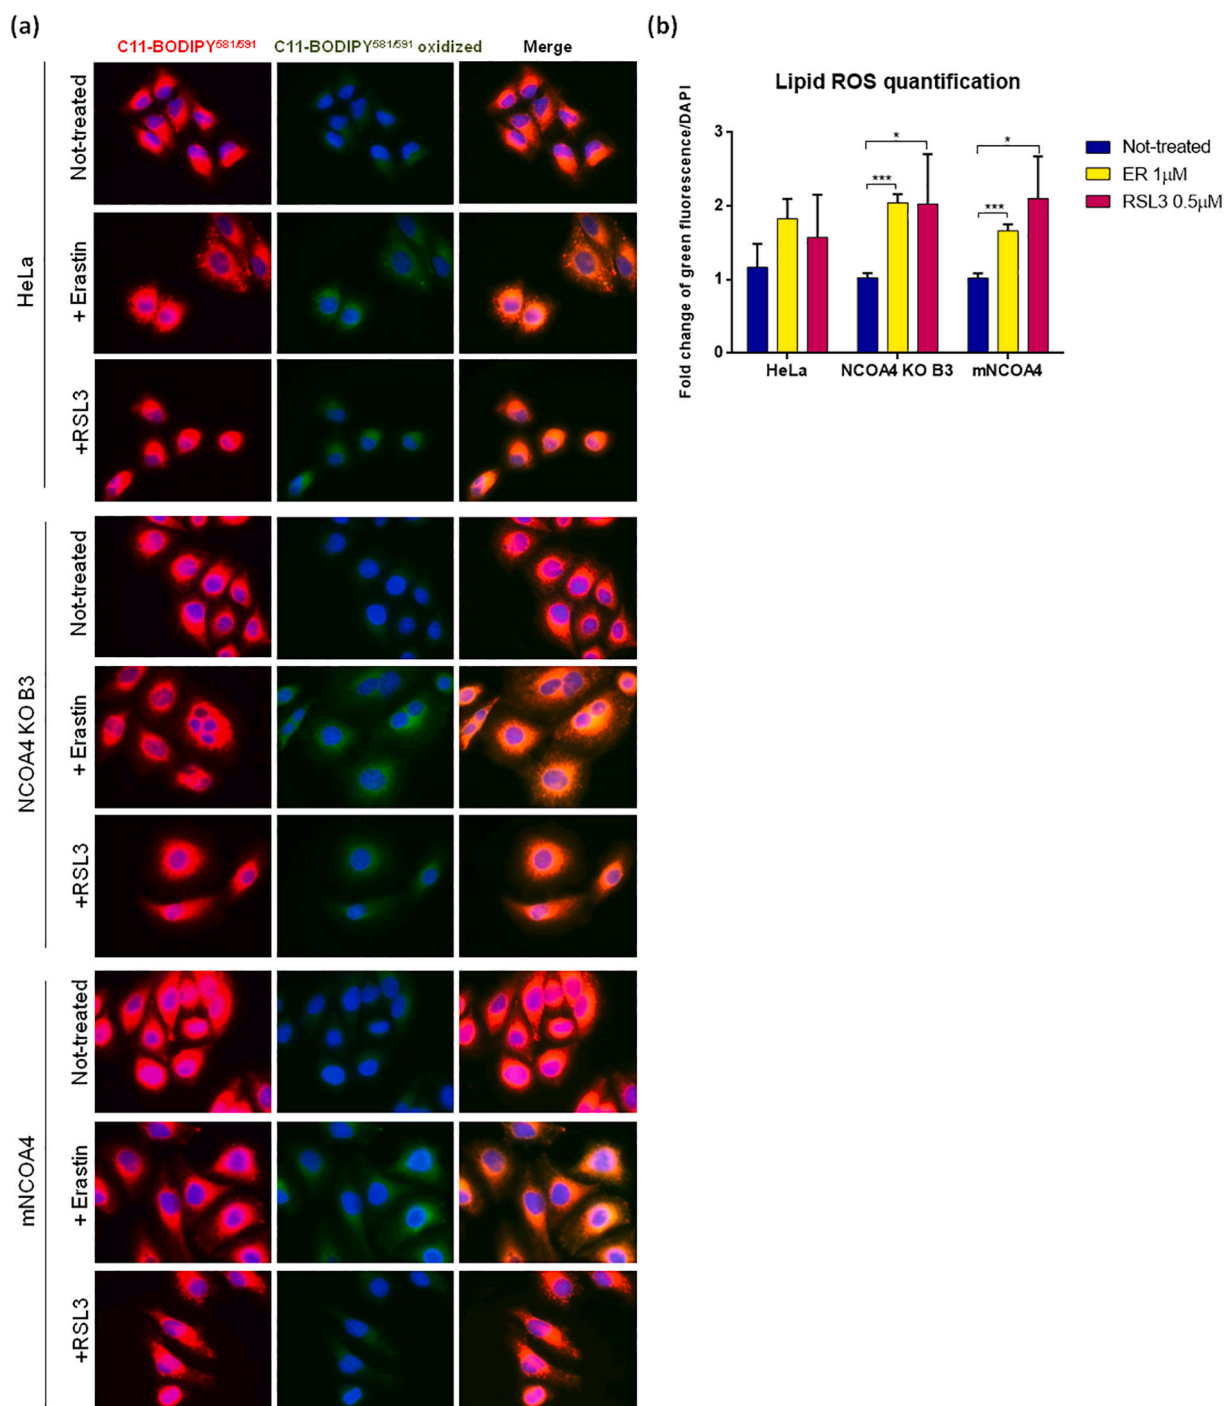 (a)
C11-BODIPY581/591 C11-BODIPY581/591 oxidized Merge
HeLa
Not-treated
+ Erastin
+RSL3
NCOA4 KO B3
Not-treated
+ Erastin
+RSL3
mNCOA4
Not-treated
+ Erastin
+RSL3
(b)
Lipid ROS quantification
Fold change of green fluorescence/DAPI
3
2
1
0
*
***
*
***
HeLa NCOA4 KO B3 mNCOA4
Not-treated
ER 1μM
RSL3 0.5μM